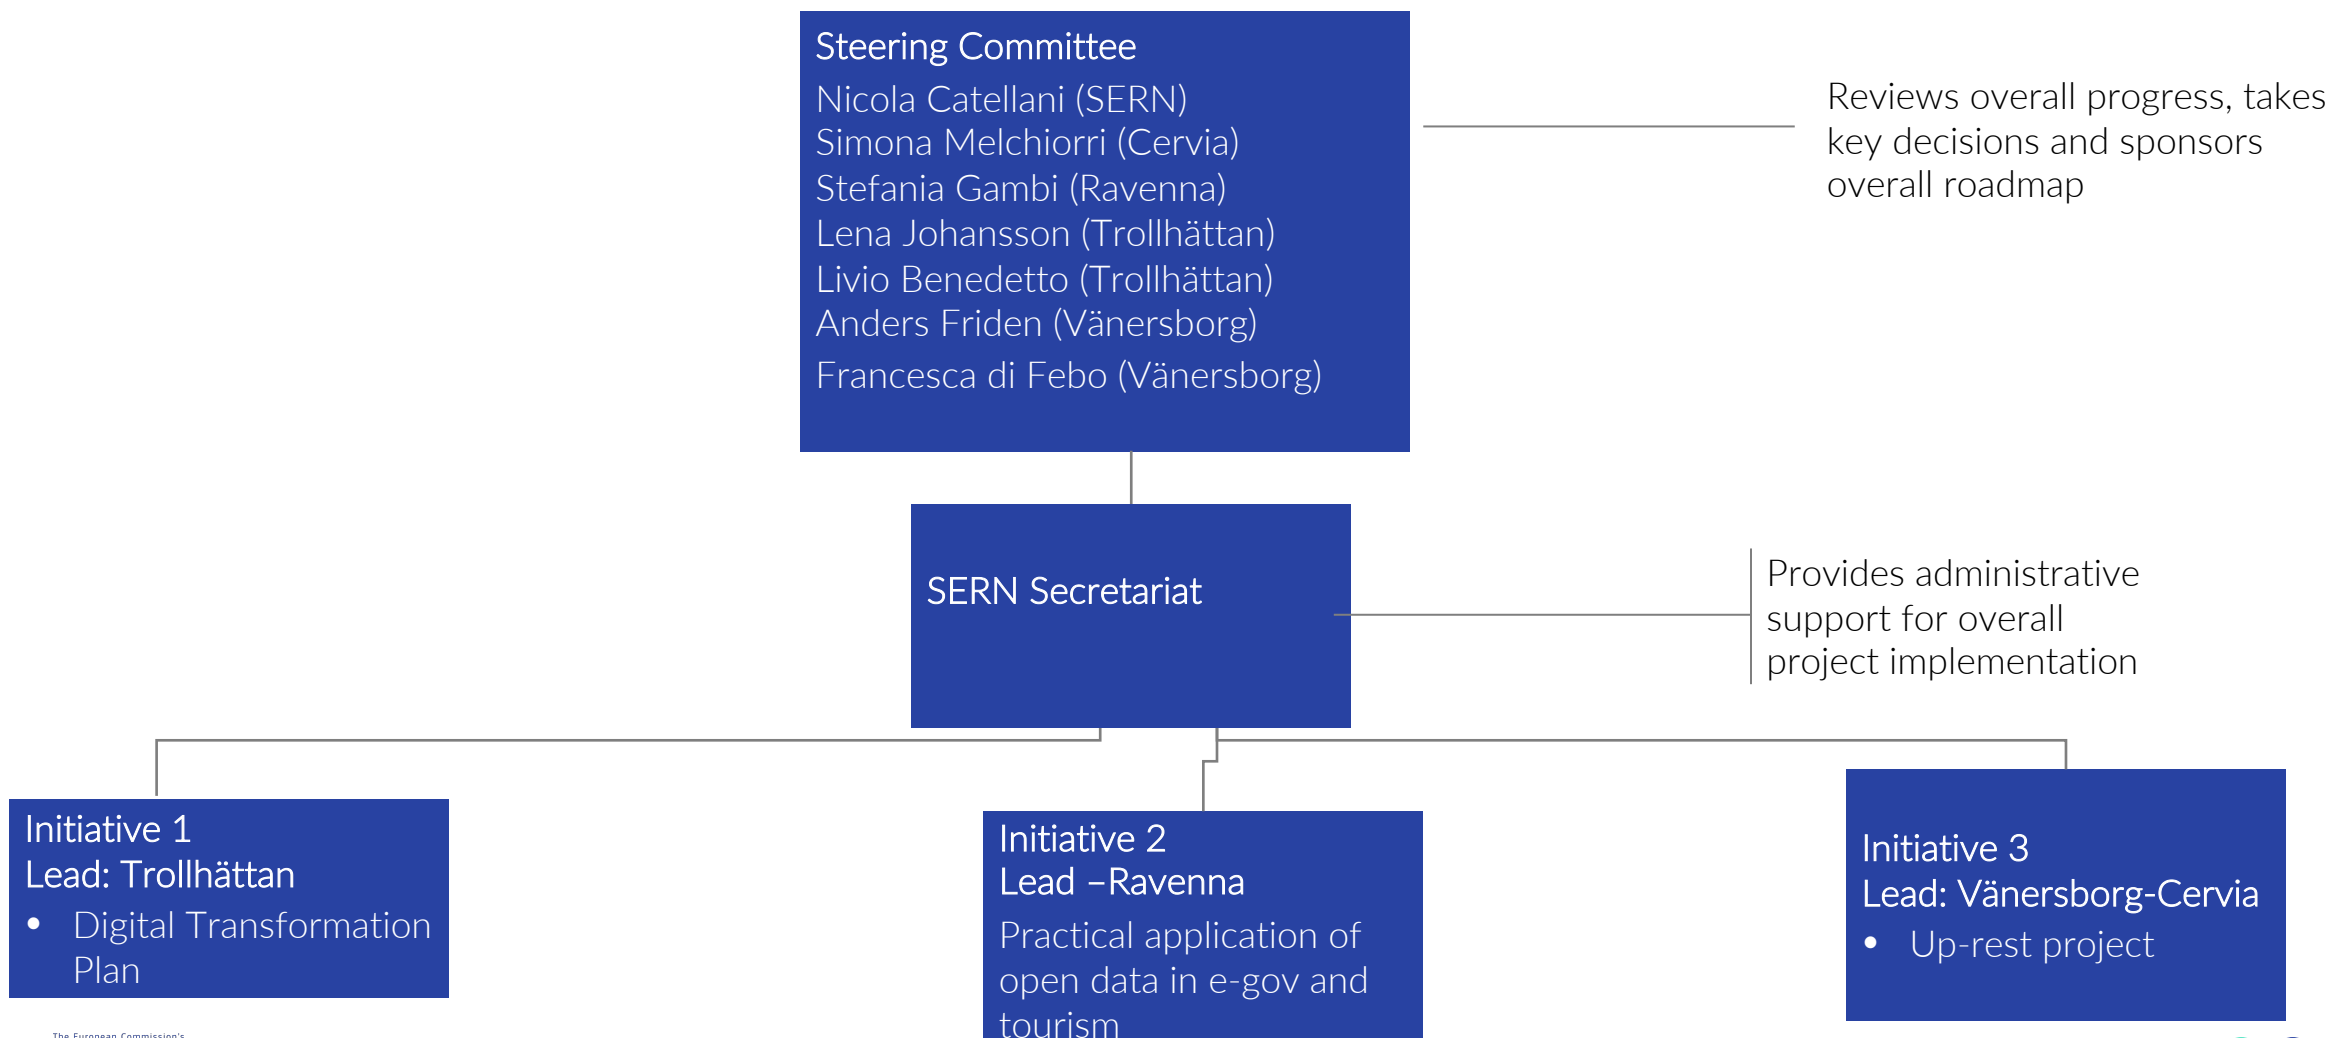 Steering Committee
Nicola Catellani (SERN)
Simona Melchiorri (Cervia)
Stefania Gambi (Ravenna)
Lena Johansson (Trollhättan)
Livio Benedetto (Trollhättan)
Anders Friden (Vänersborg)
Francesca di Febo (Vänersborg)
Reviews overall progress, takes
key decisions and sponsors
overall roadmap
SERN Secretariat
Provides administrative
support for overall
project implementation
Initiative 1
Lead: Trollhättan
• Digital Transformation
Plan
Initiative 2
Lead –Ravenna
Practical application of
open data in e-gov and
tourism
Initiative 3
Lead: Vänersborg-Cervia
• Up-rest project
The European Commission's